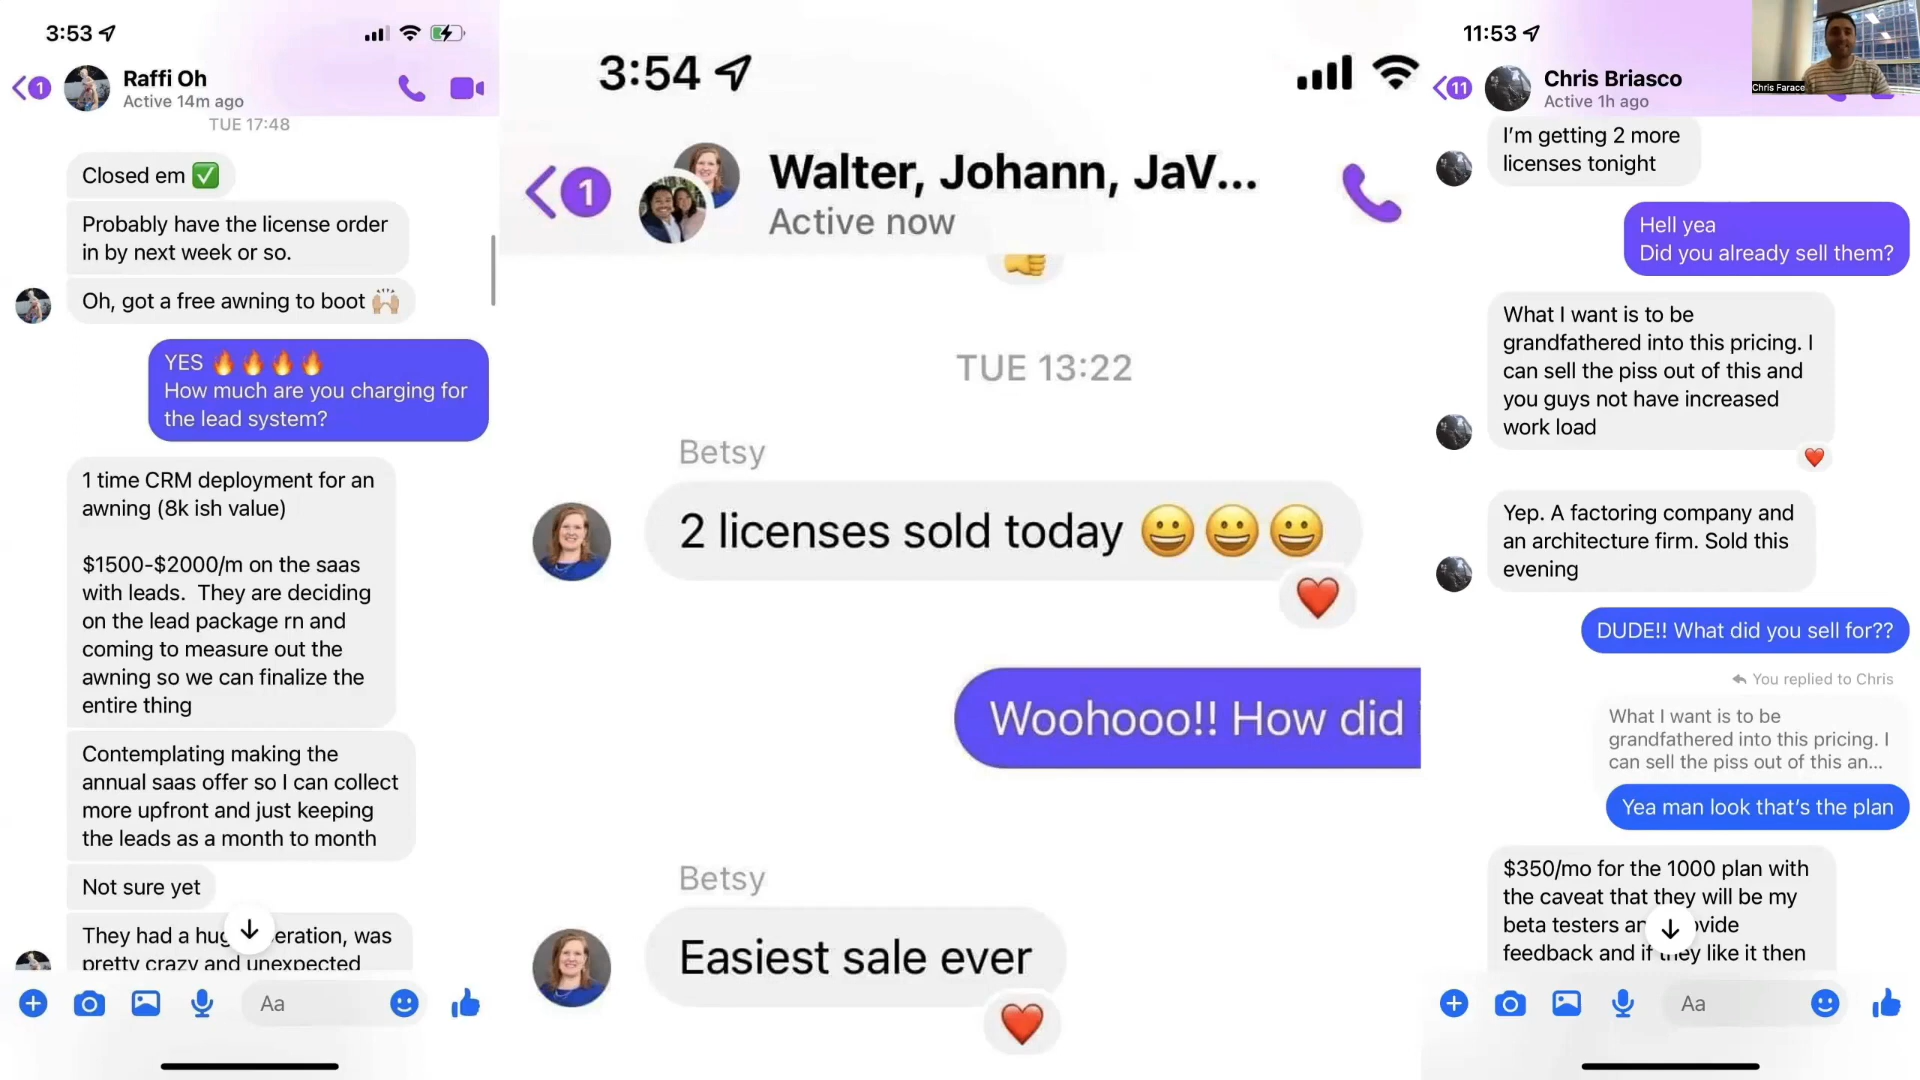 3:53
1
Raffi Oh
Active 14m ago
TUE 17:48
Closed em ✅
Probably have the license order
in by next week or so.
Oh, got a free awning to boot 🙌🏼
YES 🔥🔥🔥🔥
How much are you charging for
the lead system?
1 time CRM deployment for an
awning (8k ish value)
$1500-$2000/m on the saas
with leads. They are deciding
on the lead package rn and
coming to measure out the
awning so we can finalize the
entire thing
Contemplating making the
annual saas offer so I can collect
more upfront and just keeping
the leads as a month to month
Not sure yet
They had a hug eration, was
pretty crazy and unexpected
Aa
3:54
1
Walter, Johann, JaV...
Active now
TUE 13:22
Betsy
2 licenses sold today 😀😀😀
Woohooo!! How did
Betsy
Easiest sale ever
11:53
11
Chris Briasco
Active 1h ago
Chris Farace
I'm getting 2 more
licenses tonight
Hell yea
Did you already sell them?
What I want is to be
grandfathered into this pricing. I
can sell the piss out of this and
you guys not have increased
work load
Yep. A factoring company and
an architecture firm. Sold this
evening
DUDE!! What did you sell for??
You replied to Chris
What I want is to be
grandfathered into this pricing. I
can sell the piss out of this an...
Yea man look that's the plan
$350/mo for the 1000 plan with
the caveat that they will be my
beta testers an ovide
feedback and if they like it then
Aa